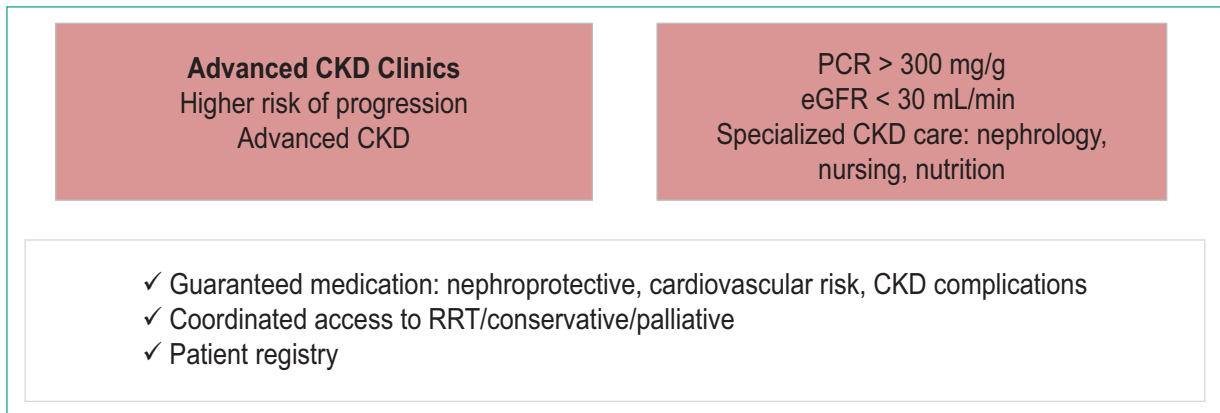 Advanced CKD Clinics
Higher risk of progression
Advanced CKD
PCR > 300 mg/g
eGFR < 30 mL/min
Specialized CKD care: nephrology,
nursing, nutrition
✓ Guaranteed medication: nephroprotective, cardiovascular risk, CKD complications
✓ Coordinated access to RRT/conservative/palliative
✓ Patient registry